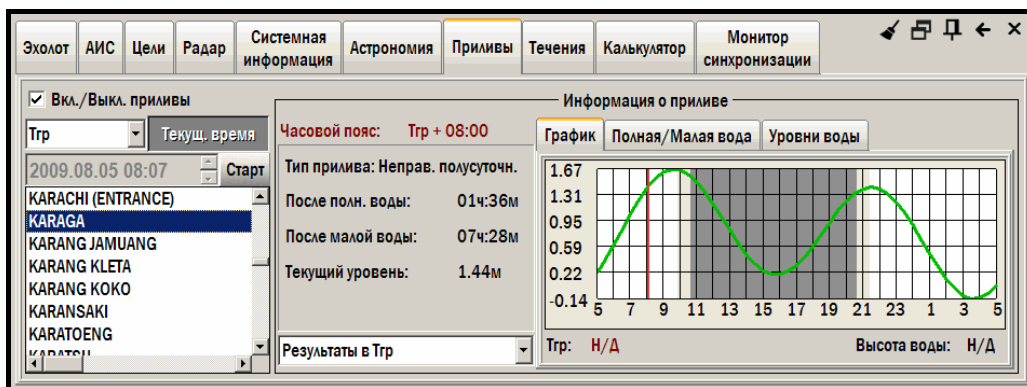 Эхолот АИС Цели Радар Системная информация Астрономия Приливы Течения Калькулятор Монитор синхронизации
Вкл./Выкл. приливы
Trp Текущ. время
2009.08.05 08:07 Старт
KARACHI (ENTRANCE)
KARAGA
KARANG JAMUANG
KARANG KLETA
KARANG KOKO
KARANSAKI
KARATOENG
Информация о приливе
Часовой пояс: Trp + 08:00
Тип прилива: Неправ. полусуточн.
После полн. воды: 01ч:36м
После малой воды: 07ч:28м
Текущий уровень: 1.44м
Результаты в Trp
График Полная/Малая вода Уровни воды
1.67
1.31
0.95
0.59
0.22
-0.14
5 7 9 11 13 15 17 19 21 23 1 3 5
Trp: Н/Д Высота воды: Н/Д